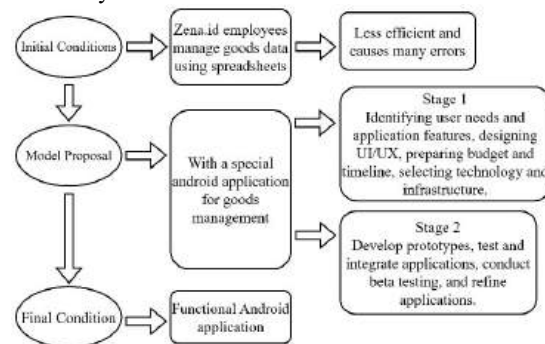 Initial Conditions
Zena.id employees
manage goods data
using spreadsheets
Less efficient and
causes many errors
Model Proposal
With a special
android application
for goods
management
Stage 1
Identifying user needs and
application features, designing
UI/UX, preparing budget and
timeline, selecting technology and
infrastructure.
Stage 2
Develop prototypes, test and
integrate applications, conduct
beta testing, and refine
applications.
Final Condition
Functional Android
application